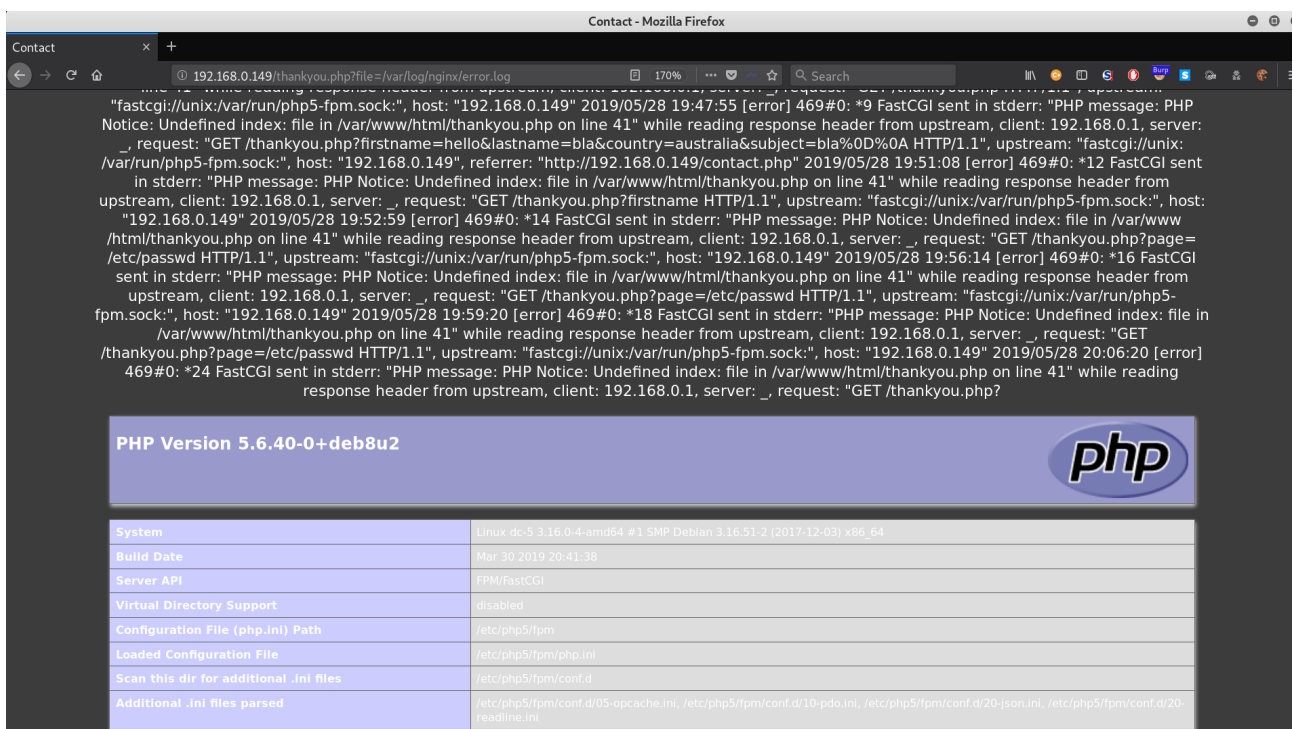 Contact - Mozilla Firefox
Contact
192.168.0.149/thankyou.php?file=/var/log/nginx/error.log
170%
Search
Burp
"fastcgi://unix:/var/run/php5-fpm.sock:", host: "192.168.0.149" 2019/05/28 19:47:55 [error] 469#0: *9 FastCGI sent in stderr: "PHP message: PHP
Notice: Undefined index: file in /var/www/html/thankyou.php on line 41" while reading response header from upstream, client: 192.168.0.1, server:
_, request: "GET /thankyou.php?firstname=hello&lastname=bla&country=australia&subject=bla%0D%0A HTTP/1.1", upstream: "fastcgi://unix:
/var/run/php5-fpm.sock:", host: "192.168.0.149", referrer: "http://192.168.0.149/contact.php" 2019/05/28 19:51:08 [error] 469#0: *12 FastCGI sent
in stderr: "PHP message: PHP Notice: Undefined index: file in /var/www/html/thankyou.php on line 41" while reading response header from
upstream, client: 192.168.0.1, server: _, request: "GET /thankyou.php?firstname HTTP/1.1", upstream: "fastcgi://unix:/var/run/php5-fpm.sock:", host:
"192.168.0.149" 2019/05/28 19:52:59 [error] 469#0: *14 FastCGI sent in stderr: "PHP message: PHP Notice: Undefined index: file in /var/www
/html/thankyou.php on line 41" while reading response header from upstream, client: 192.168.0.1, server: _, request: "GET /thankyou.php?page=
/etc/passwd HTTP/1.1", upstream: "fastcgi://unix:/var/run/php5-fpm.sock:", host: "192.168.0.149" 2019/05/28 19:56:14 [error] 469#0: *16 FastCGI
sent in stderr: "PHP message: PHP Notice: Undefined index: file in /var/www/html/thankyou.php on line 41" while reading response header from
upstream, client: 192.168.0.1, server: _, request: "GET /thankyou.php?page=/etc/passwd HTTP/1.1", upstream: "fastcgi://unix:/var/run/php5-
fpm.sock:", host: "192.168.0.149" 2019/05/28 19:59:20 [error] 469#0: *18 FastCGI sent in stderr: "PHP message: PHP Notice: Undefined index: file in
/var/www/html/thankyou.php on line 41" while reading response header from upstream, client: 192.168.0.1, server: _, request: "GET
/thankyou.php?page=/etc/passwd HTTP/1.1", upstream: "fastcgi://unix:/var/run/php5-fpm.sock:", host: "192.168.0.149" 2019/05/28 20:06:20 [error]
469#0: *24 FastCGI sent in stderr: "PHP message: PHP Notice: Undefined index: file in /var/www/html/thankyou.php on line 41" while reading
response header from upstream, client: 192.168.0.1, server: _, request: "GET /thankyou.php?
PHP Version 5.6.40-0+deb8u2
php
System Linux dc-5 3.16.0-4-amd64 #1 SMP Debian 3.16.51-2 (2017-12-03) x86_64
Build Date Mar 30 2019 20:41:38
Server API FPM/FastCGI
Virtual Directory Support disabled
Configuration File (php.ini) Path /etc/php5/fpm
Loaded Configuration File /etc/php5/fpm/php.ini
Scan this dir for additional .ini files /etc/php5/fpm/conf.d
Additional .ini files parsed /etc/php5/fpm/conf.d/05-opcache.ini, /etc/php5/fpm/conf.d/10-pdo.ini, /etc/php5/fpm/conf.d/20-json.ini, /etc/php5/fpm/conf.d/20-
readline.ini